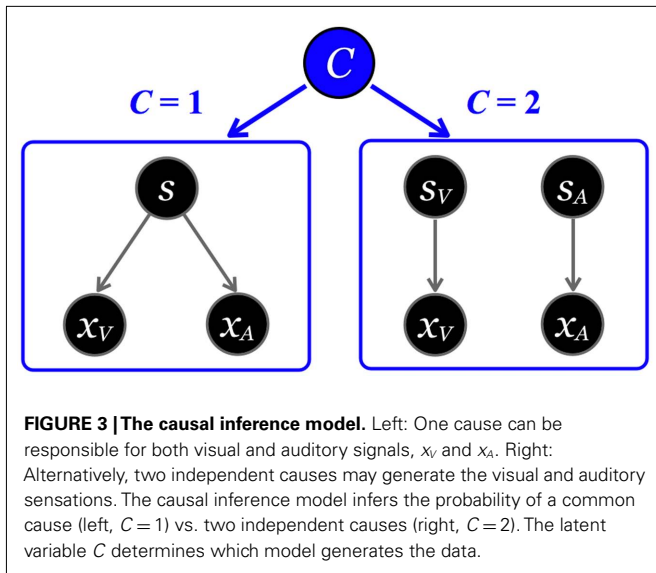 C
C = 1
C = 2
s
s_V s_A
x_V x_A
x_V x_A
FIGURE 3 | The causal inference model. Left: One cause can be
responsible for both visual and auditory signals, x_V and x_A. Right:
Alternatively, two independent causes may generate the visual and auditory
sensations. The causal inference model infers the probability of a common
cause (left, C = 1) vs. two independent causes (right, C = 2). The latent
variable C determines which model generates the data.